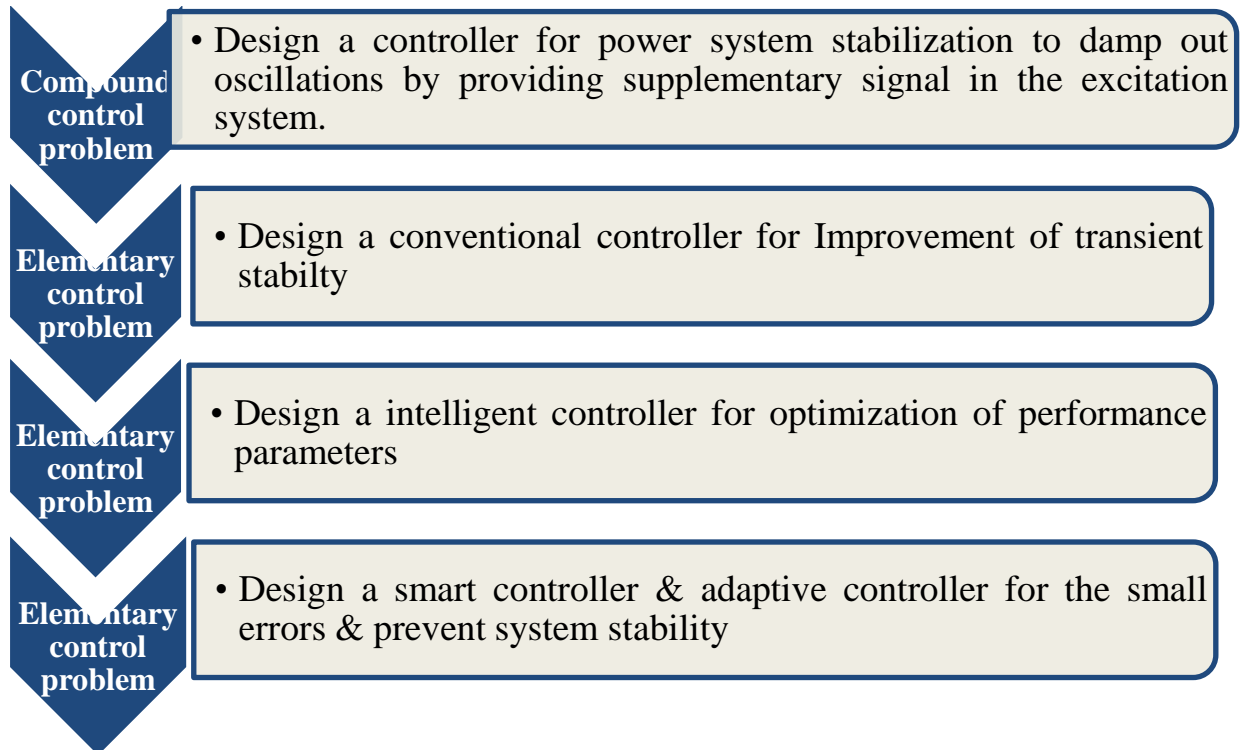 Compound
control
problem
• Design a controller for power system stabilization to damp out
oscillations by providing supplementary signal in the excitation
system.
Elementary
control
problem
• Design a conventional controller for Improvement of transient
stabilty
Elementary
control
problem
• Design a intelligent controller for optimization of performance
parameters
Elementary
control
problem
• Design a smart controller & adaptive controller for the small
errors & prevent system stability